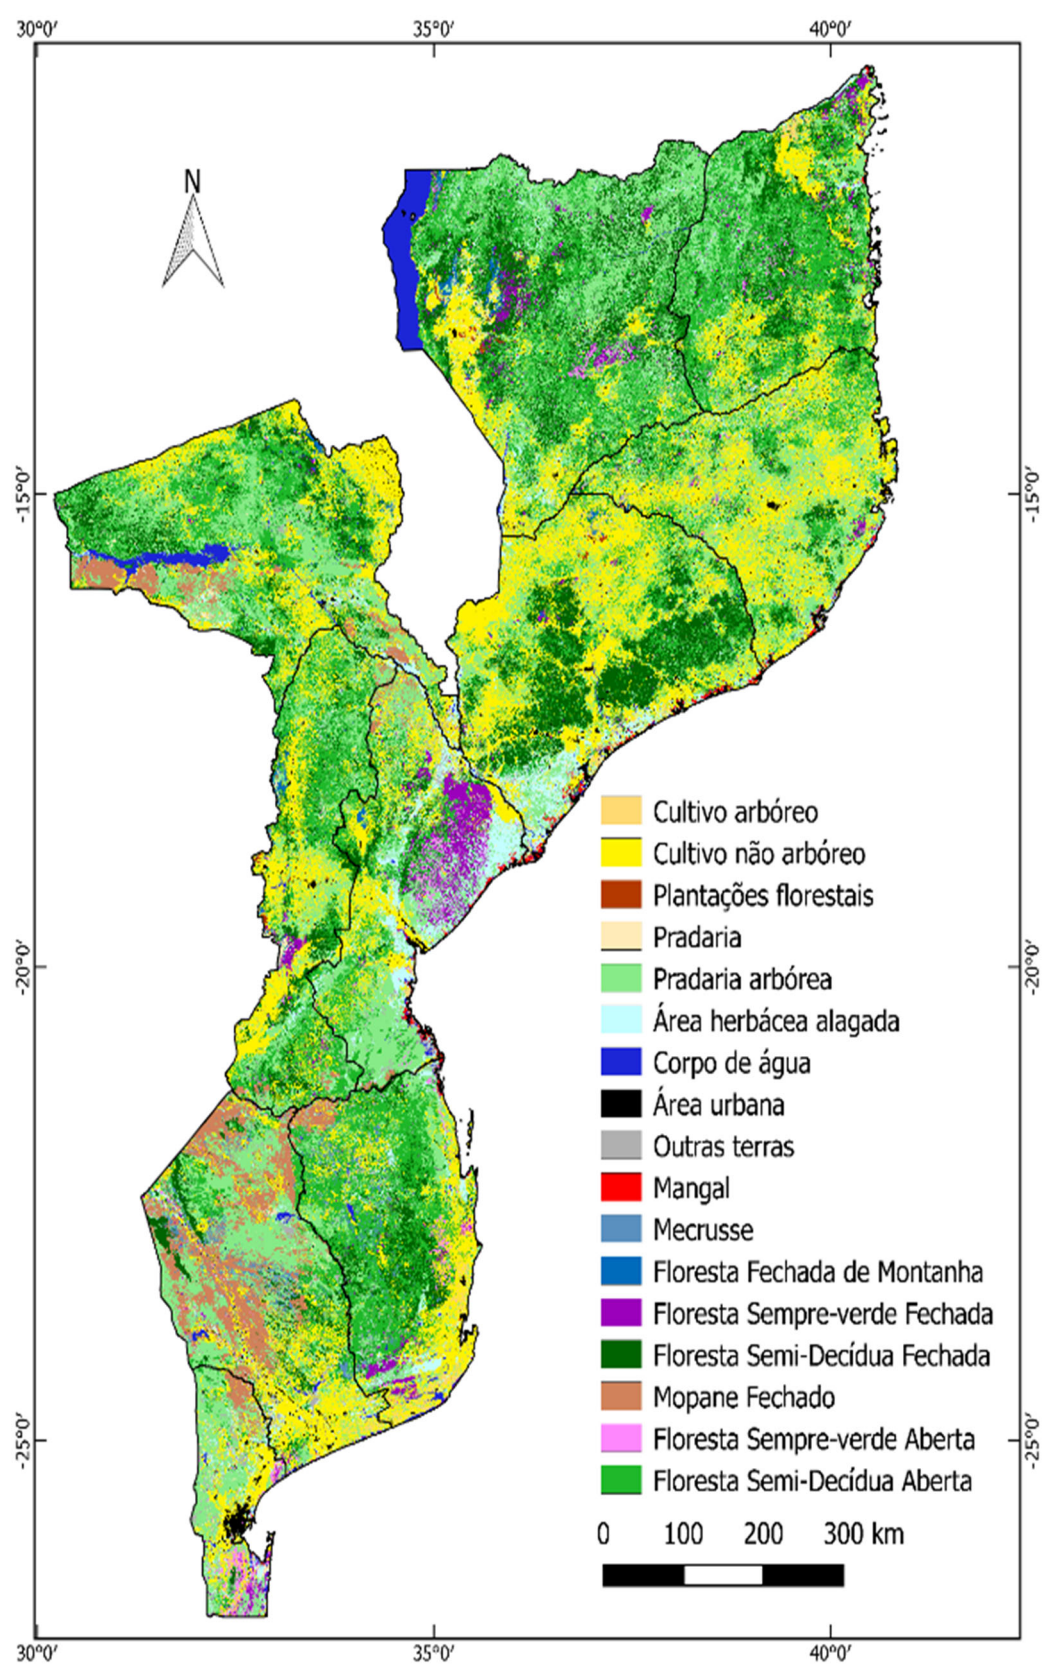 30°0′ 35°0′ 40°0′
N
-15°0′ -15°0′
Cultivo arbóreo
Cultivo não arbóreo
Plantações florestais
Pradaria
-20°0′ -20°0′
Pradaria arbórea
Área herbácea alagada
Corpo de água
Área urbana
Outras terras
Mangal
Mecrusse
Floresta Fechada de Montanha
Floresta Sempre-verde Fechada
Floresta Semi-Decídua Fechada
Mopane Fechado
-25°0′ -25°0′
Floresta Sempre-verde Aberta
Floresta Semi-Decídua Aberta
0 100 200 300 km
30°0′ 35°0′ 40°0′